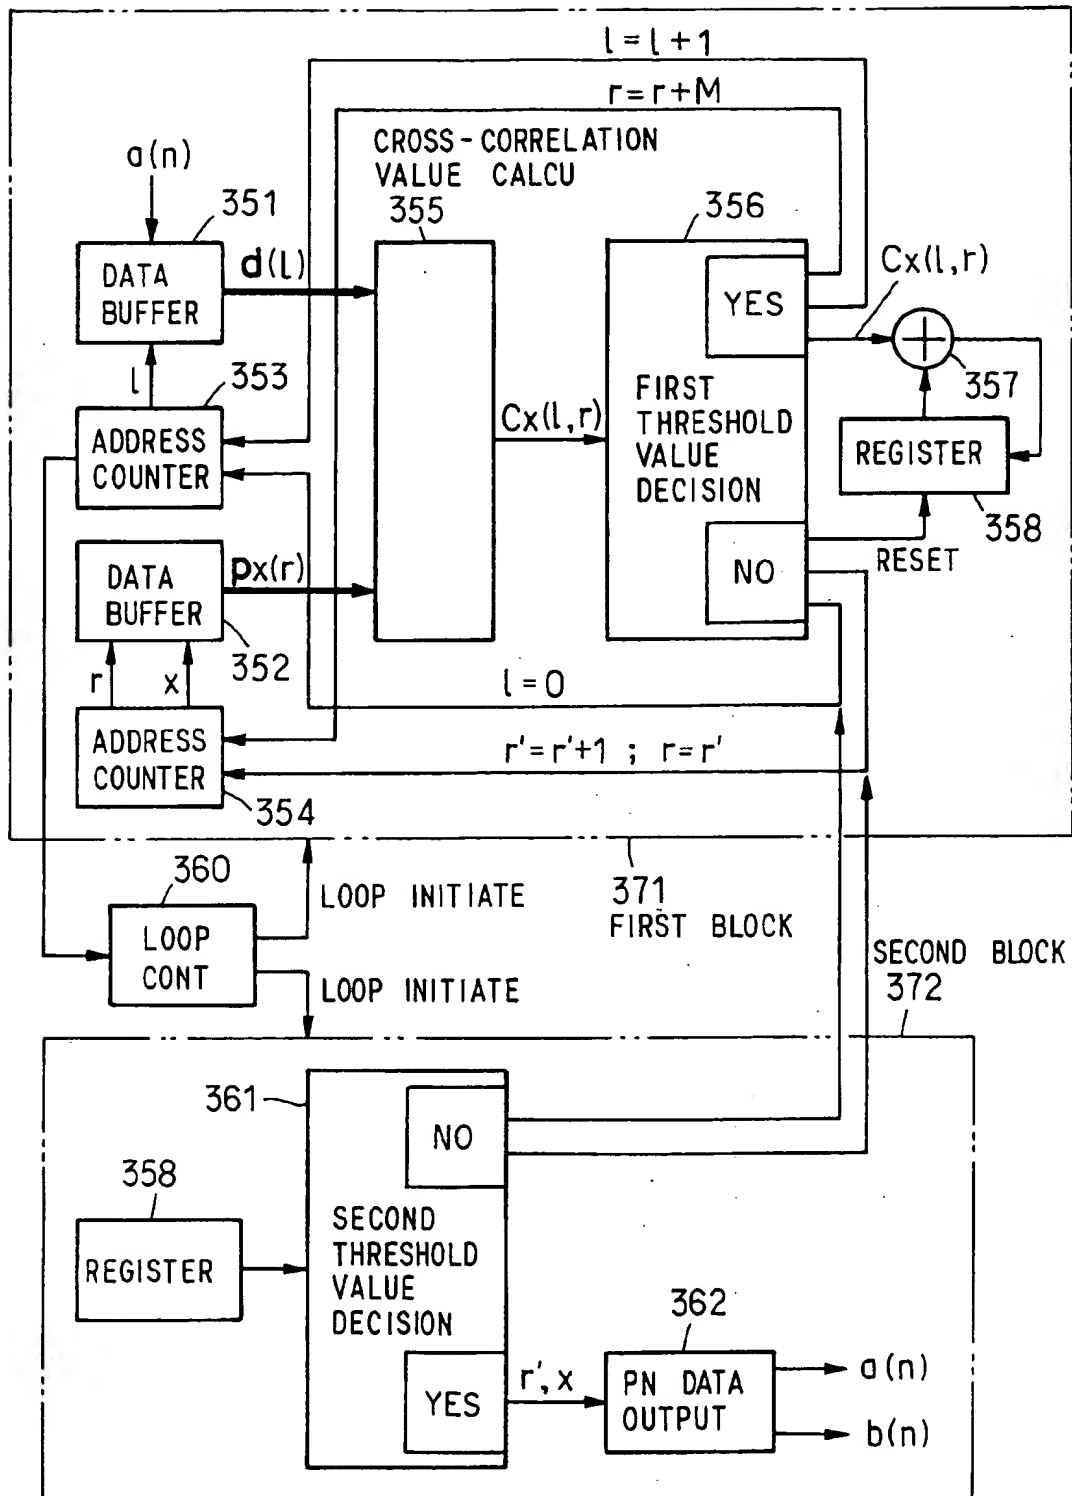 l=l+1
r=r+M
CROSS-CORRELATION
VALUE CALCU
355
a(n)
351
356
DATA
BUFFER
d(l)
YES
Cx(l,r)
357
l
353
ADDRESS
COUNTER
Cx(l,r)
FIRST
THRESHOLD
VALUE
DECISION
REGISTER
358
DATA
BUFFER
px(r)
352
NO
RESET
r
x
l=0
ADDRESS
COUNTER
354
r'=r'+1 ; r=r'
360
LOOP INITIATE
371
FIRST BLOCK
LOOP
CONT
LOOP INITIATE
SECOND BLOCK
372
361
NO
358
REGISTER
SECOND
THRESHOLD
VALUE
DECISION
362
YES
r',x
PN DATA
OUTPUT
a(n)
b(n)